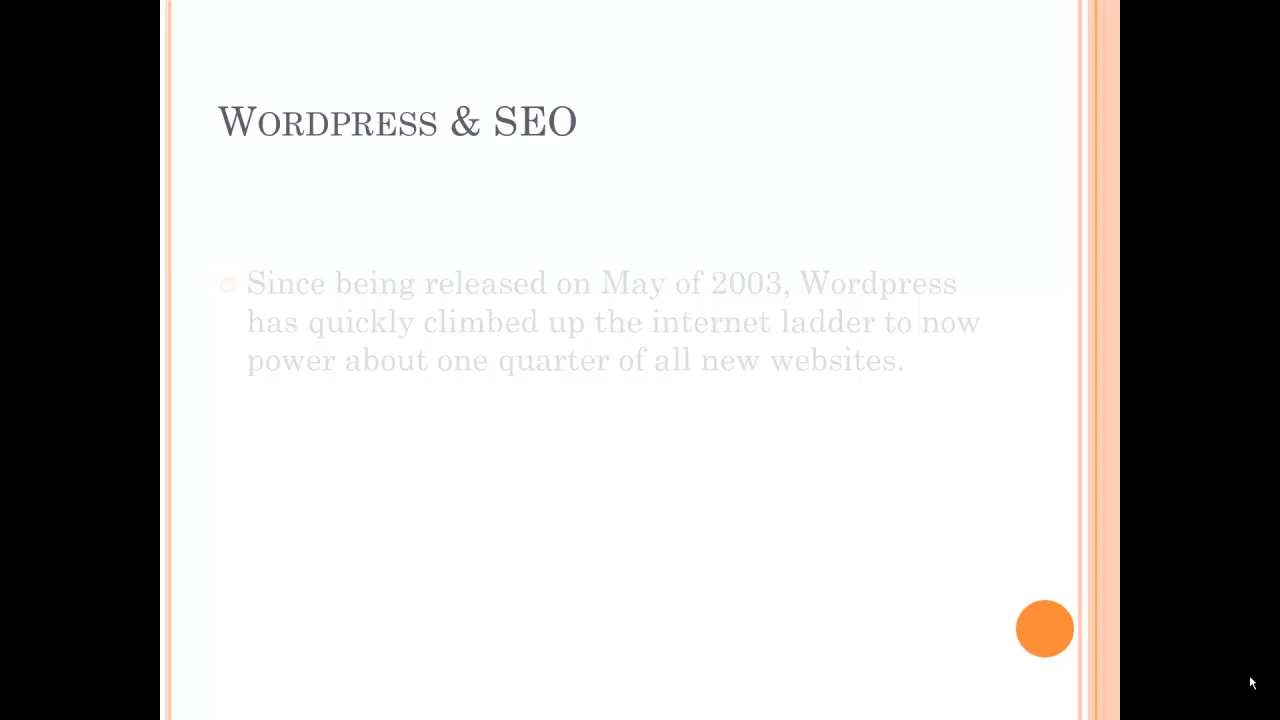 Wordpress & SEO
Since being released on May of 2003, Wordpress
has quickly climbed up the internet ladder to now
power about one quarter of all new websites.